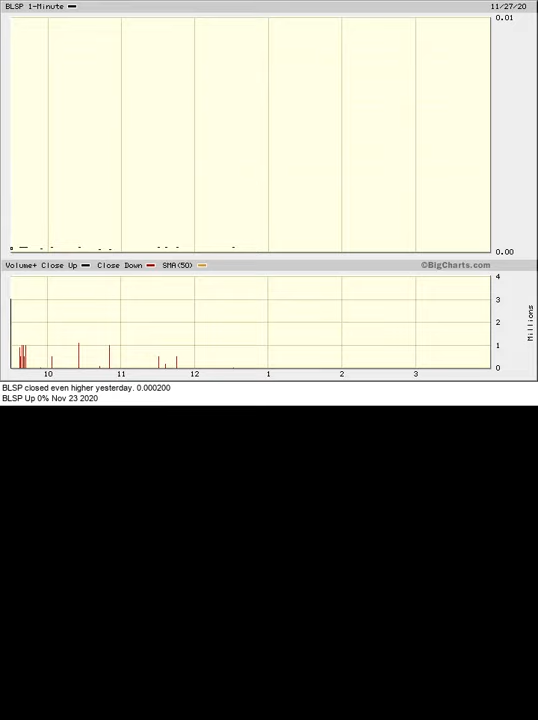 BLSP 1-Minute 11/27/20
0.01
0.00
Volume+ Close Up Close Down SMA(50) ©BigCharts.com
4
3
2
1
0
Millions
10 11 12 1 2 3
BLSP closed even higher yesterday. 0.000200
BLSP Up 0% Nov 23 2020